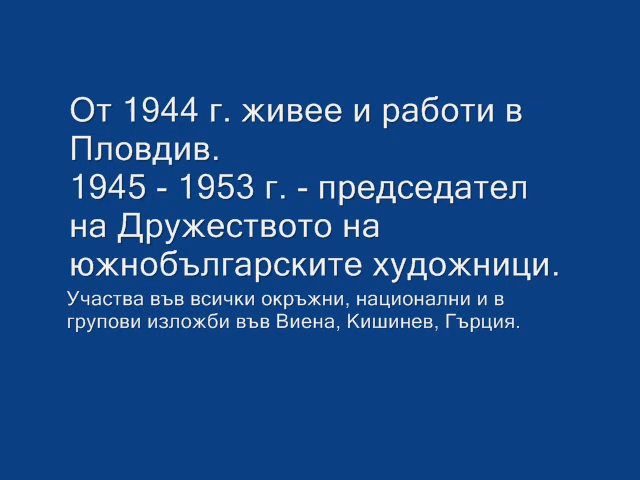 От 1944 г. живее и работи в
Пловдив.
1945 - 1953 г. - председател
на Дружеството на
южнобългарските художници.
Участва във всички окръжни, национални и в
групови изложби във Виена, Кишинев, Гърция.